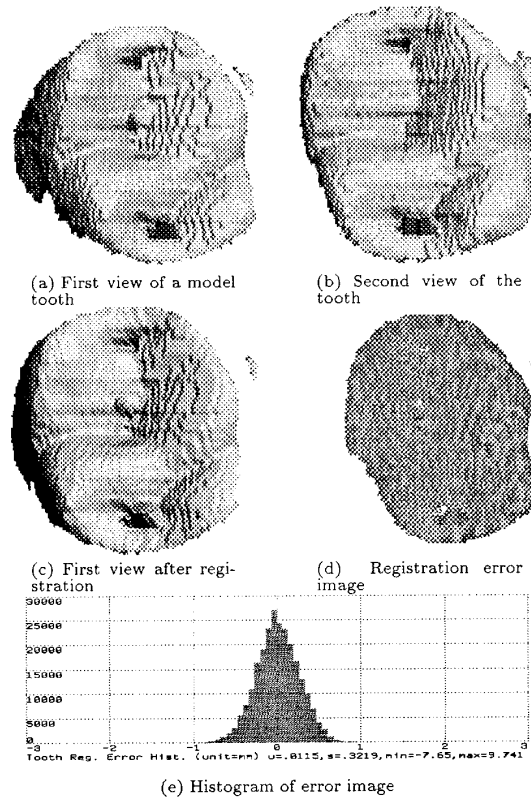 (a) First view of a model
tooth
(b) Second view of the
tooth
(c) First view after regi-
stration
(d) Registration error
image
30000
25000
20000
15000
10000
5000
0
-3 -2 -1 0 1 2 3
Tooth Reg. Error Hist. (unit=mm) u=.0115,s=.3219,min=-7.65,max=9.741
(e) Histogram of error image